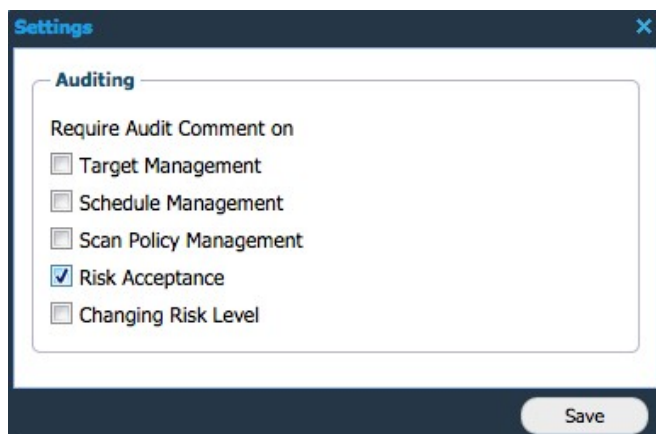 Settings
Auditing
Require Audit Comment on
Target Management
Schedule Management
Scan Policy Management
Risk Acceptance
Changing Risk Level
Save